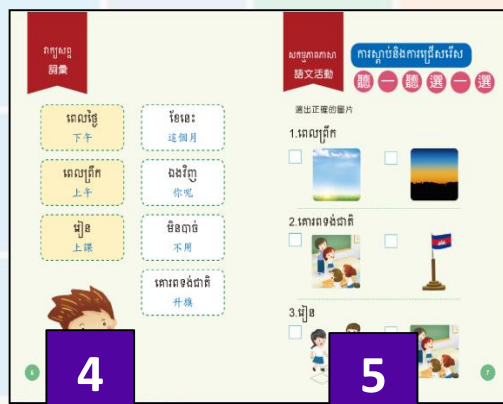 វាក្យសព្ទ
詞彙
ពេលថ្ងៃ
下午
ពេលព្រឹក
上午
រៀន
上課
ខែនេះ
這個月
ឯងវិញ
你呢
មិនបាច់
不用
គោរពទង់ជាតិ
升旗
6
4
សកម្មភាពភាសា
語文活動
ការស្តាប់និងការជ្រើសរើស
聽一聽選一選
選出正確的圖片
1.ពេលព្រឹក
2.គោរពទង់ជាតិ
3.រៀន
5
7